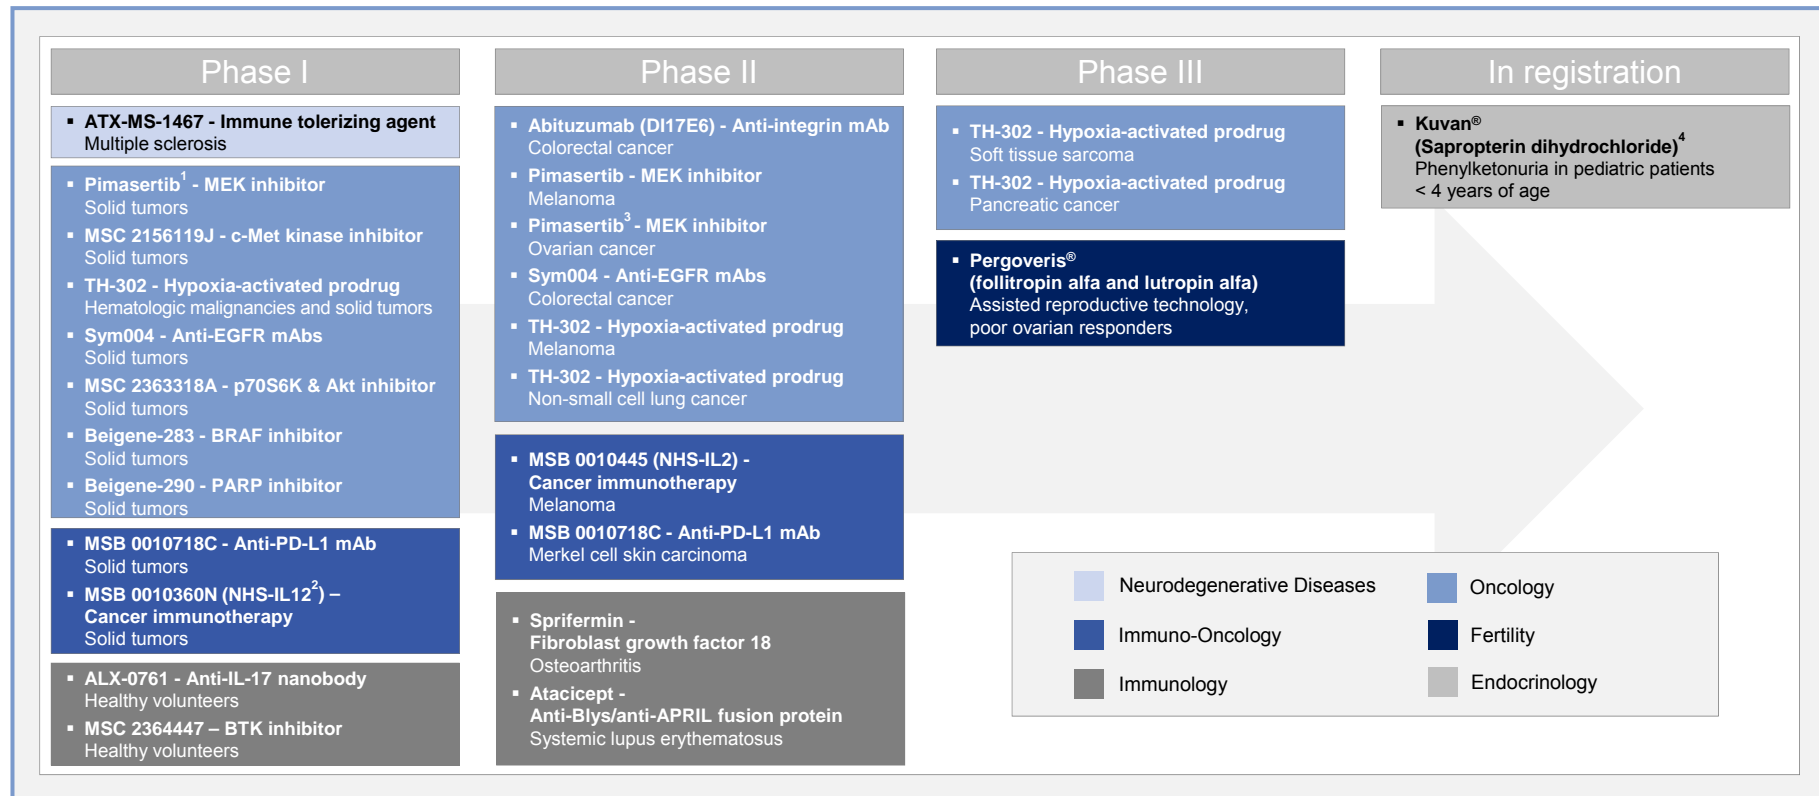 Phase I
▪ ATX-MS-1467 - Immune tolerizing agent
Multiple sclerosis
▪ Pimasertib1 - MEK inhibitor
Solid tumors
▪ MSC 2156119J - c-Met kinase inhibitor
Solid tumors
▪ TH-302 - Hypoxia-activated prodrug
Hematologic malignancies and solid tumors
▪ Sym004 - Anti-EGFR mAbs
Solid tumors
▪ MSC 2363318A - p70S6K & Akt inhibitor
Solid tumors
▪ Beigene-283 - BRAF inhibitor
Solid tumors
▪ Beigene-290 - PARP inhibitor
Solid tumors
▪ MSB 0010718C - Anti-PD-L1 mAb
Solid tumors
▪ MSB 0010360N (NHS-IL122) –
Cancer immunotherapy
Solid tumors
▪ ALX-0761 - Anti-IL-17 nanobody
Healthy volunteers
▪ MSC 2364447 – BTK inhibitor
Healthy volunteers
Phase II
▪ Abituzumab (DI17E6) - Anti-integrin mAb
Colorectal cancer
▪ Pimasertib - MEK inhibitor
Melanoma
▪ Pimasertib3 - MEK inhibitor
Ovarian cancer
▪ Sym004 - Anti-EGFR mAbs
Colorectal cancer
▪ TH-302 - Hypoxia-activated prodrug
Melanoma
▪ TH-302 - Hypoxia-activated prodrug
Non-small cell lung cancer
▪ MSB 0010445 (NHS-IL2) -
Cancer immunotherapy
Melanoma
▪ MSB 0010718C - Anti-PD-L1 mAb
Merkel cell skin carcinoma
▪ Sprifermin -
Fibroblast growth factor 18
Osteoarthritis
▪ Atacicept -
Anti-Blys/anti-APRIL fusion protein
Systemic lupus erythematosus
Phase III
▪ TH-302 - Hypoxia-activated prodrug
Soft tissue sarcoma
▪ TH-302 - Hypoxia-activated prodrug
Pancreatic cancer
▪ Pergoveris®
(follitropin alfa and lutropin alfa)
Assisted reproductive technology,
poor ovarian responders
In registration
▪ Kuvan®
(Sapropterin dihydrochloride)4
Phenylketonuria in pediatric patients
< 4 years of age
Neurodegenerative Diseases
Oncology
Immuno-Oncology
Fertility
Immunology
Endocrinology